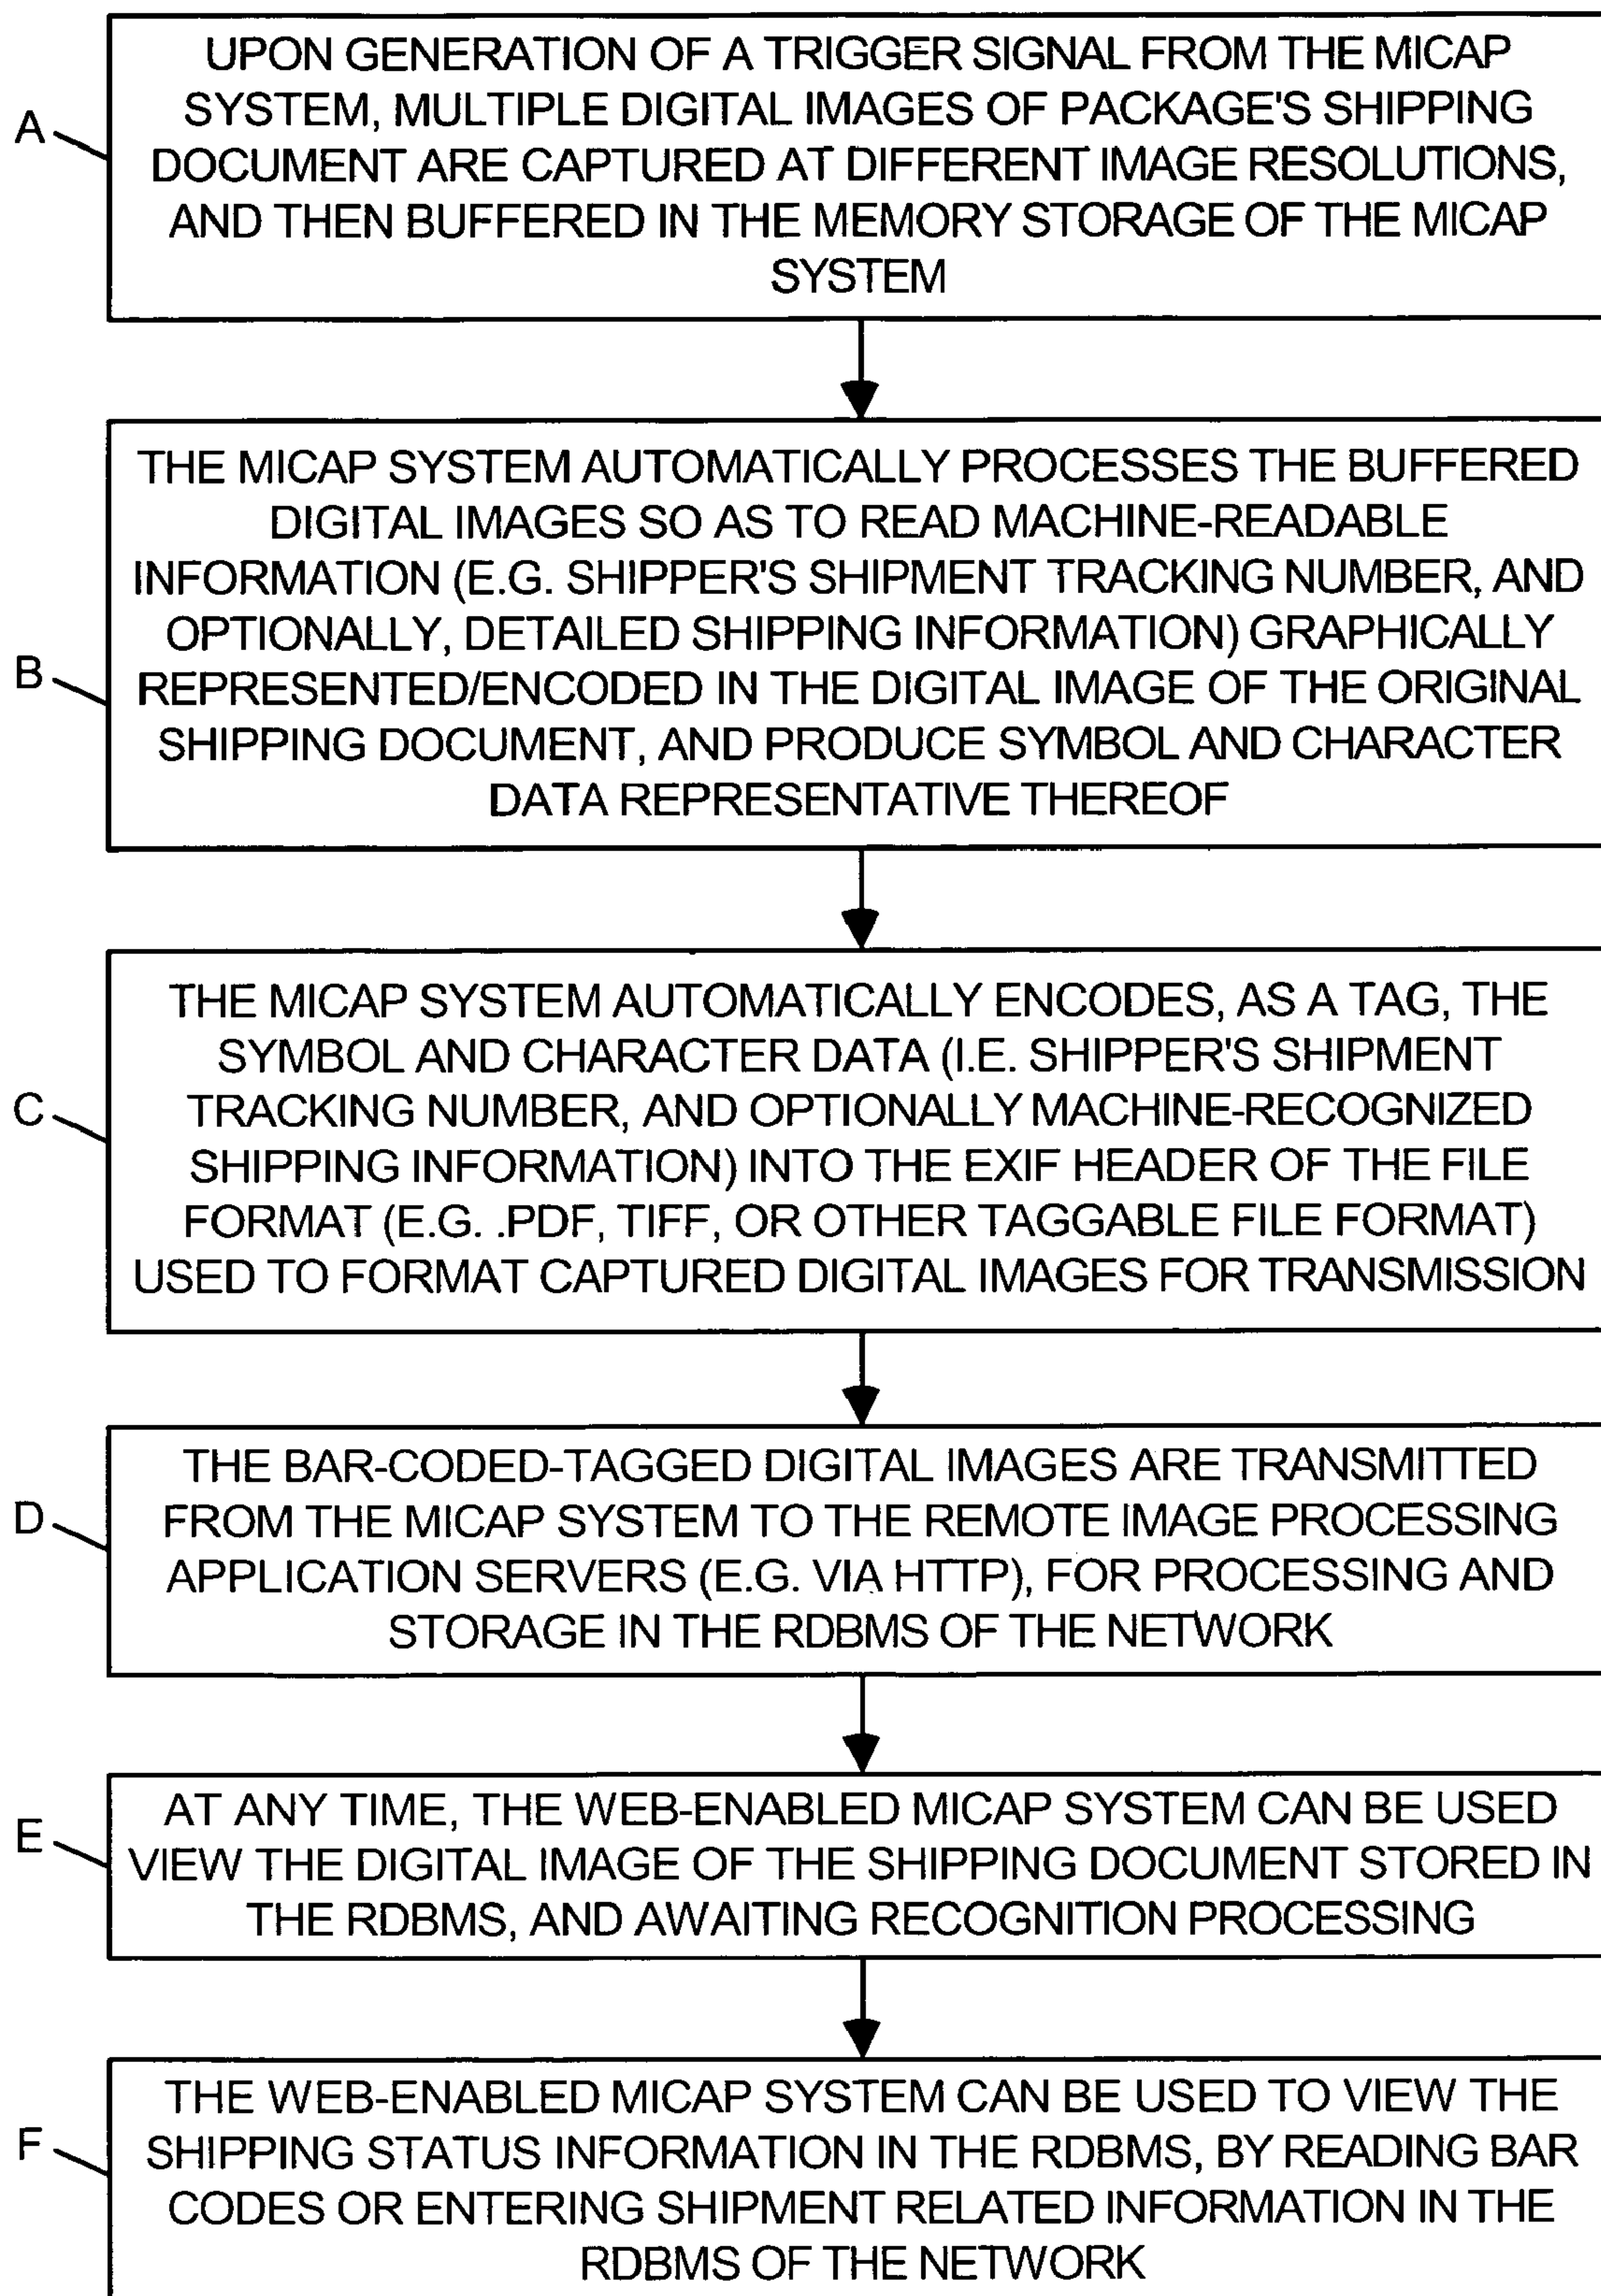 UPON GENERATION OF A TRIGGER SIGNAL FROM THE MICAP
SYSTEM, MULTIPLE DIGITAL IMAGES OF PACKAGE'S SHIPPING
A
DOCUMENT ARE CAPTURED AT DIFFERENT IMAGE RESOLUTIONS,
AND THEN BUFFERED IN THE MEMORY STORAGE OF THE MICAP
SYSTEM
THE MICAP SYSTEM AUTOMATICALLY PROCESSES THE BUFFERED
DIGITAL IMAGES SO AS TO READ MACHINE-READABLE
INFORMATION (E.G. SHIPPER'S SHIPMENT TRACKING NUMBER, AND
OPTIONALLY, DETAILED SHIPPING INFORMATION) GRAPHICALLY
B
REPRESENTED/ENCODED IN THE DIGITAL IMAGE OF THE ORIGINAL
SHIPPING DOCUMENT, AND PRODUCE SYMBOL AND CHARACTER
DATA REPRESENTATIVE THEREOF
THE MICAP SYSTEM AUTOMATICALLY ENCODES, AS A TAG, THE
SYMBOL AND CHARACTER DATA (I.E. SHIPPER'S SHIPMENT
C
TRACKING NUMBER, AND OPTIONALLY MACHINE-RECOGNIZED
SHIPPING INFORMATION) INTO THE EXIF HEADER OF THE FILE
FORMAT (E.G. .PDF, TIFF, OR OTHER TAGGABLE FILE FORMAT)
USED TO FORMAT CAPTURED DIGITAL IMAGES FOR TRANSMISSION
THE BAR-CODED-TAGGED DIGITAL IMAGES ARE TRANSMITTED
D
FROM THE MICAP SYSTEM TO THE REMOTE IMAGE PROCESSING
APPLICATION SERVERS (E.G. VIA HTTP), FOR PROCESSING AND
STORAGE IN THE RDBMS OF THE NETWORK
AT ANY TIME, THE WEB-ENABLED MICAP SYSTEM CAN BE USED
E
VIEW THE DIGITAL IMAGE OF THE SHIPPING DOCUMENT STORED IN
THE RDBMS, AND AWAITING RECOGNITION PROCESSING
THE WEB-ENABLED MICAP SYSTEM CAN BE USED TO VIEW THE
F
SHIPPING STATUS INFORMATION IN THE RDBMS, BY READING BAR
CODES OR ENTERING SHIPMENT RELATED INFORMATION IN THE
RDBMS OF THE NETWORK